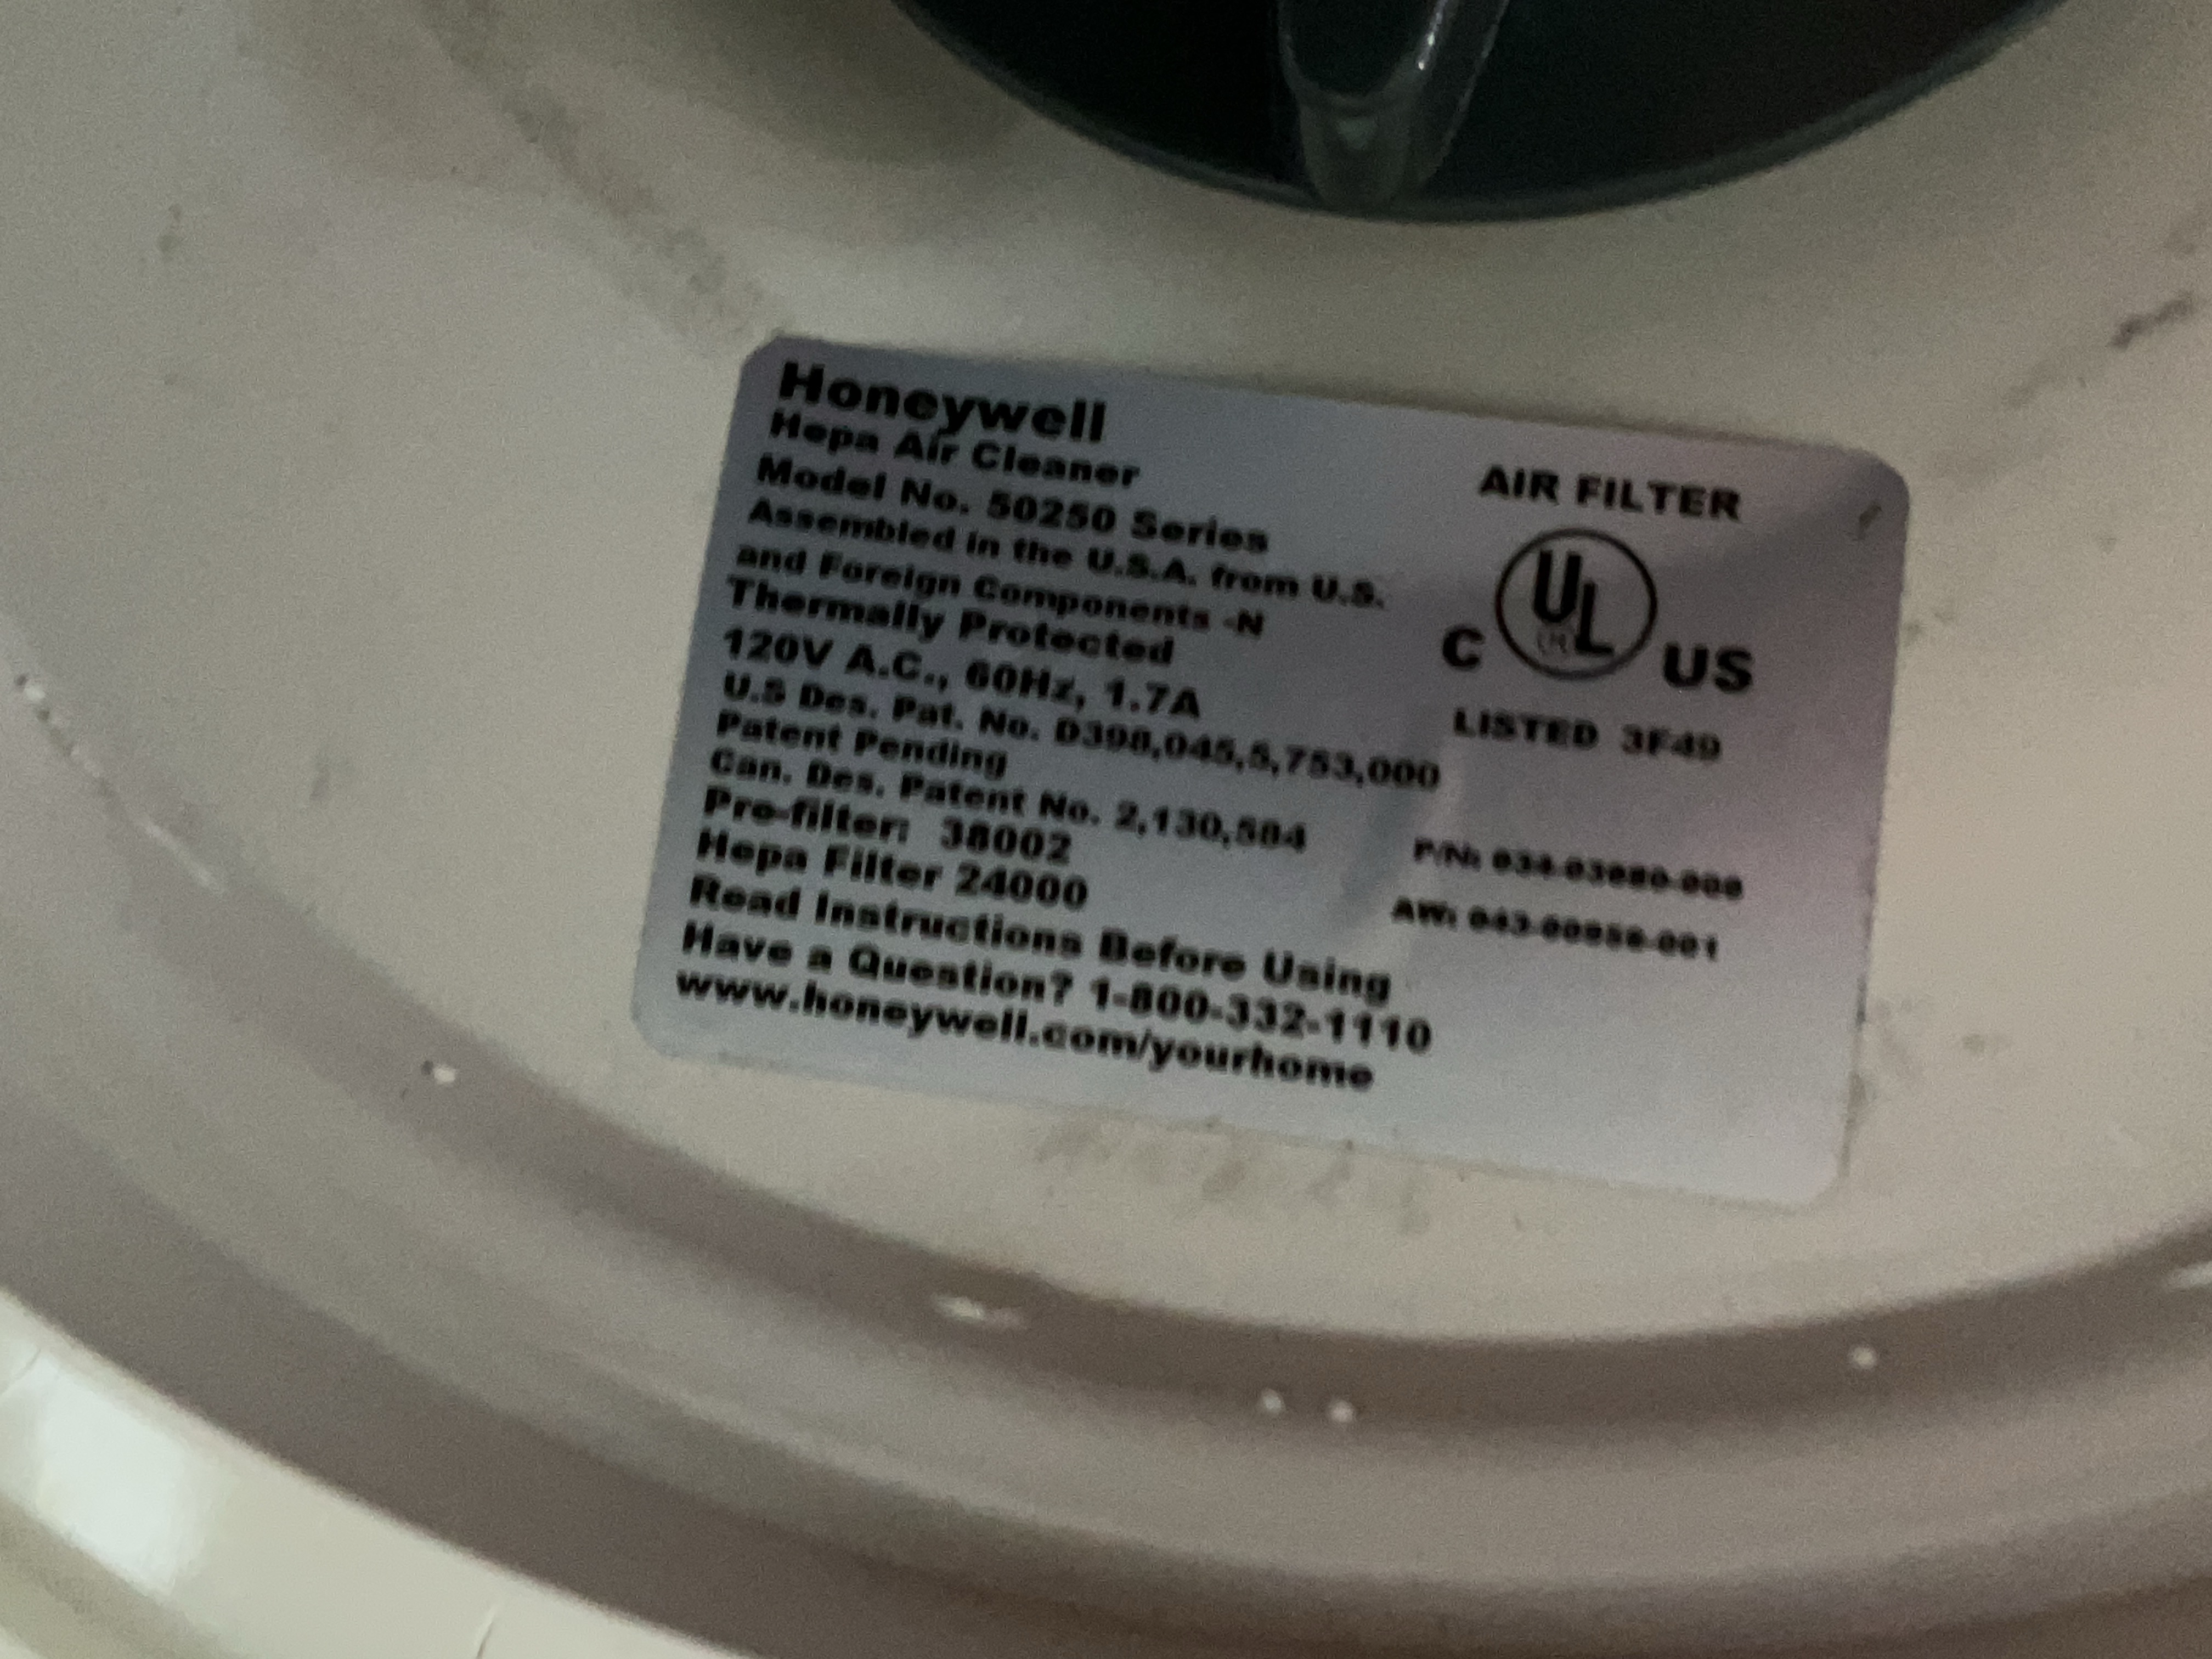 Honeywell
Hepa Air Cleaner
Model No. 50250 Series
Assembled in the U.S.A. from U.S.
and Foreign Components -N
Thermally Protected
120V A.C., 60Hz, 1.7A
U.S Des. Pat. No. D398,045,5,753,000
Patent Pending
Can. Des. Patent No. 2,130,584
Pre-filter: 38002
Hepa Filter 24000
Read Instructions Before Using
Have a Question? 1-800-332-1110
www.honeywell.com/yourhome
AIR FILTER
C UL US
LISTED 3F49
P/N:
AW: